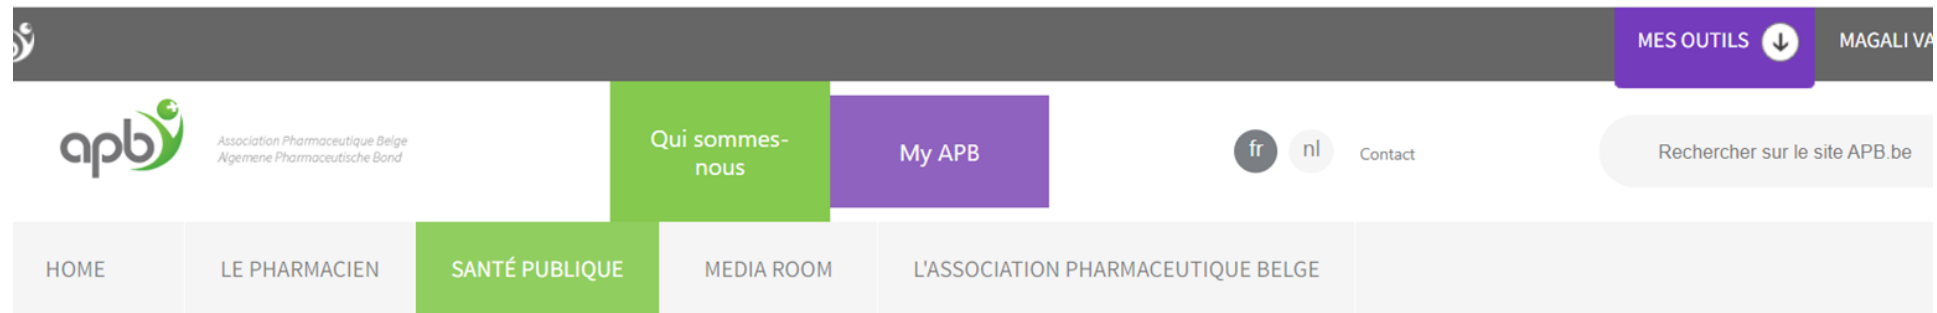 MES OUTILS
MAGALI VA
apb
Association Pharmaceutique Belge
Algemene Pharmaceutische Bond
Qui sommes-
nous
My APB
fr
nl
Contact
Rechercher sur le site APB.be
HOME
LE PHARMACIEN
SANTÉ PUBLIQUE
MEDIA ROOM
L'ASSOCIATION PHARMACEUTIQUE BELGE